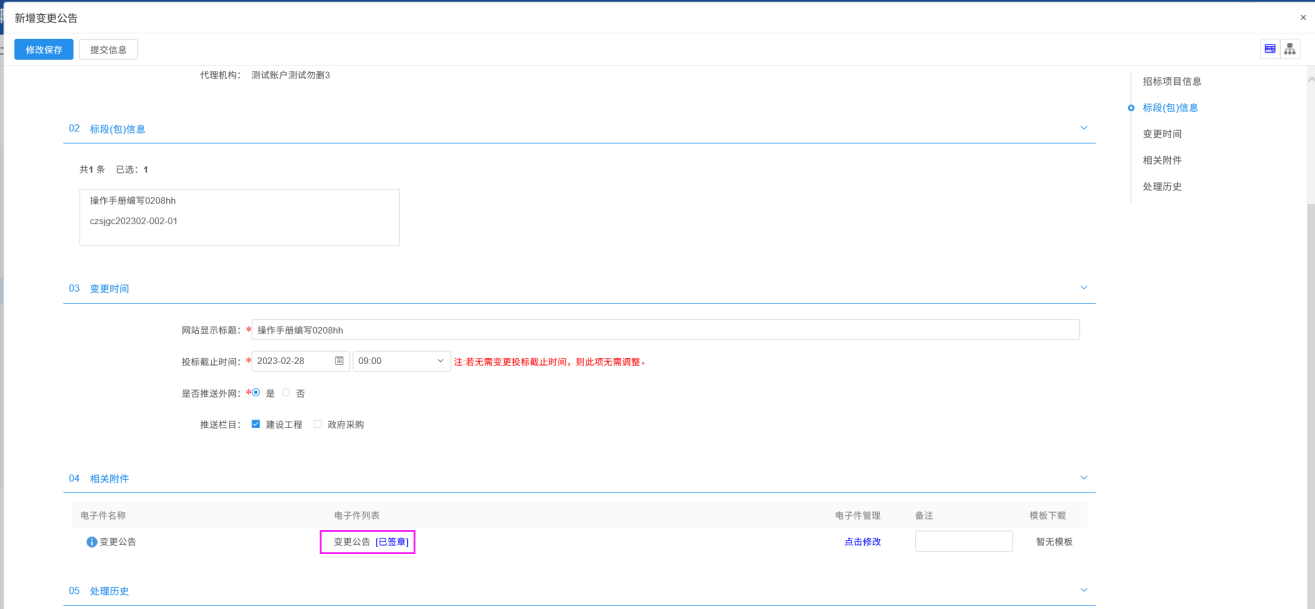 新增变更公告 ×
修改保存 提交信息
代理机构： 测试账户测试勿删3
招标项目信息
标段(包)信息
变更时间
相关附件
处理历史
02 标段(包)信息
共1 条 已选：1
操作手册编写0208hh
czsjgc202302-002-01
03 变更时间
网站显示标题：*操作手册编写0208hh
投标截止时间：* 2023-02-28 09:00 注:若无需变更投标截止时间，则此项无需调整。
是否推送外网：* 是 否
推送栏目： 建设工程 政府采购
04 相关附件
电子件名称 电子件列表 电子件管理 备注 模板下载
变更公告 变更公告 [已签章] 点击修改 暂无模板
05 处理历史